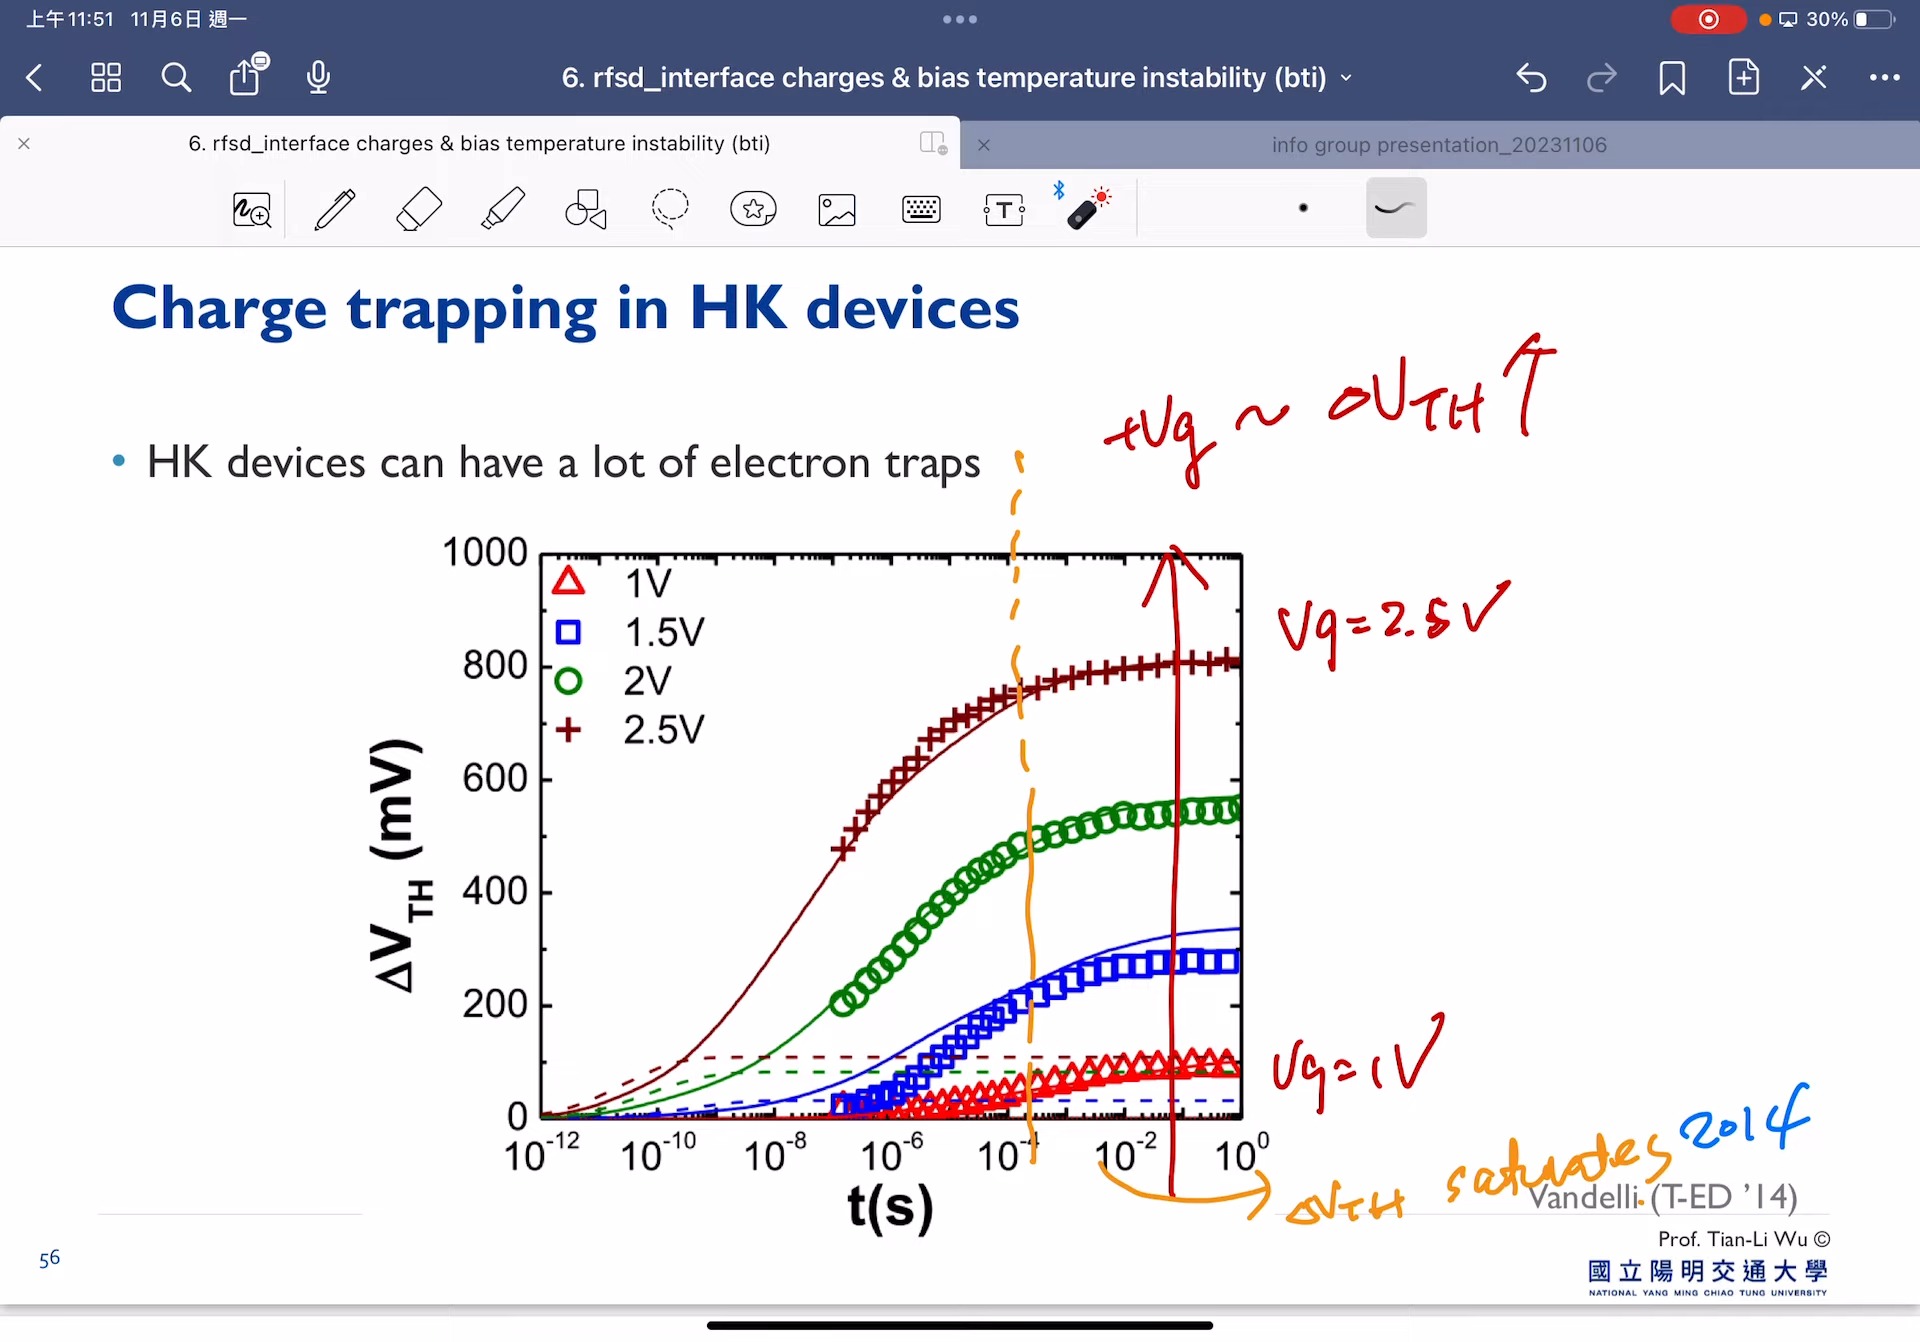 上午11:51 11月6日 週一
30%
6. rfsd_interface charges & bias temperature instability (bti)
6. rfsd_interface charges & bias temperature instability (bti)
info group presentation_20231106
Charge trapping in HK devices
+Vg ~ ΔVTH ↑
• HK devices can have a lot of electron traps
1000
800
600
400
200
0
ΔVTH (mV)
1V
1.5V
2V
2.5V
Vg=2.5V
Vg=1V
10^-12 10^-10 10^-8 10^-6 10^-4 10^-2 10^0
t(s)
ΔVTH saturates
2014
Vandelli. (T-ED ’14)
Prof. Tian-Li Wu ©
56
國立陽明交通大學
NATIONAL YANG MING CHIAO TUNG UNIVERSITY